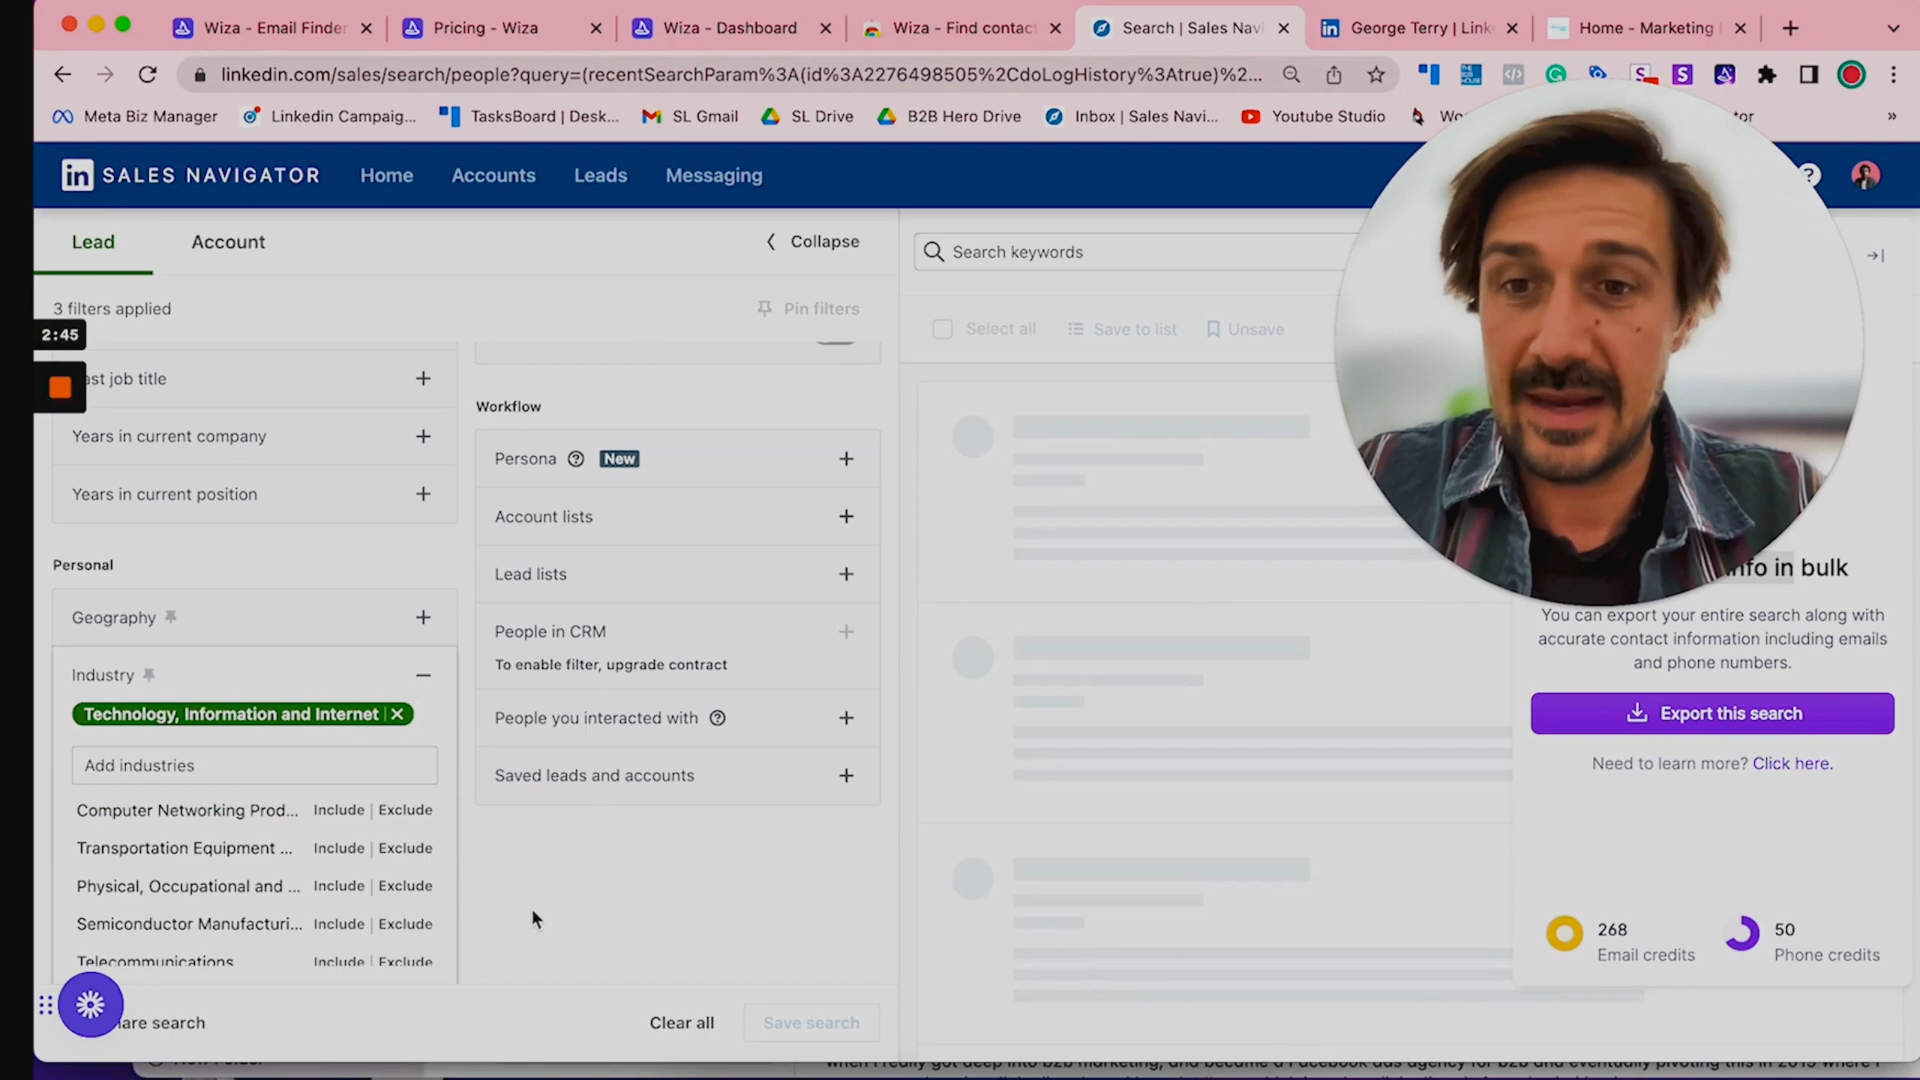 Wiza - Email Finder
Pricing - Wiza
Wiza - Dashboard
Wiza - Find contac
Search | Sales Navi
George Terry | Link
Home - Marketing
linkedin.com/sales/search/people?query=(recentSearchParam%3A(id%3A2276498505%2CdoLogHistory%3Atrue)%2...
Meta Biz Manager
Linkedin Campaig...
TasksBoard | Desk...
SL Gmail
SL Drive
B2B Hero Drive
Inbox | Sales Navi...
Youtube Studio
»
in SALES NAVIGATOR
Home
Accounts
Leads
Messaging
Lead
Account
Collapse
Search keywords
3 filters applied
Pin filters
2:45
Select all
Save to list
Unsave
ast job title
Years in current company
Years in current position
Workflow
Persona
New
Account lists
Lead lists
People in CRM
To enable filter, upgrade contract
People you interacted with
Saved leads and accounts
Personal
Geography
Industry
Technology, Information and Internet
Add industries
Computer Networking Prod... Include | Exclude
Transportation Equipment ... Include | Exclude
Physical, Occupational and ... Include | Exclude
Semiconductor Manufacturi... Include | Exclude
Telecommunications Include | Exclude
nfo in bulk
You can export your entire search along with
accurate contact information including emails
and phone numbers.
Export this search
Need to learn more? Click here.
268
Email credits
50
Phone credits
are search
Clear all
Save search